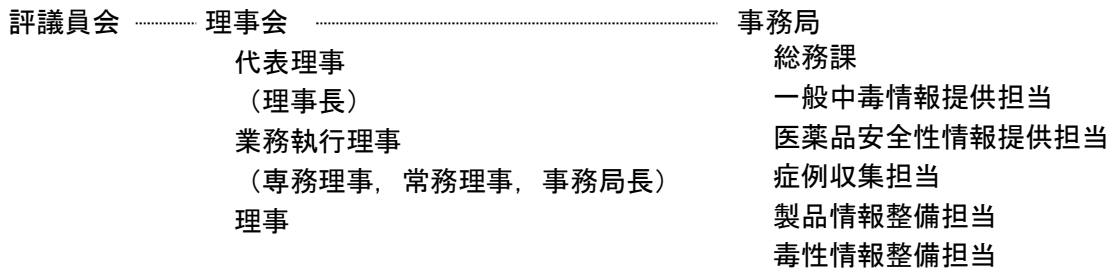 評議員会 理事会 事務局
代表理事
（理事長）
業務執行理事
（専務理事，常務理事，事務局長）
理事
総務課
一般中毒情報提供担当
医薬品安全性情報提供担当
症例収集担当
製品情報整備担当
毒性情報整備担当